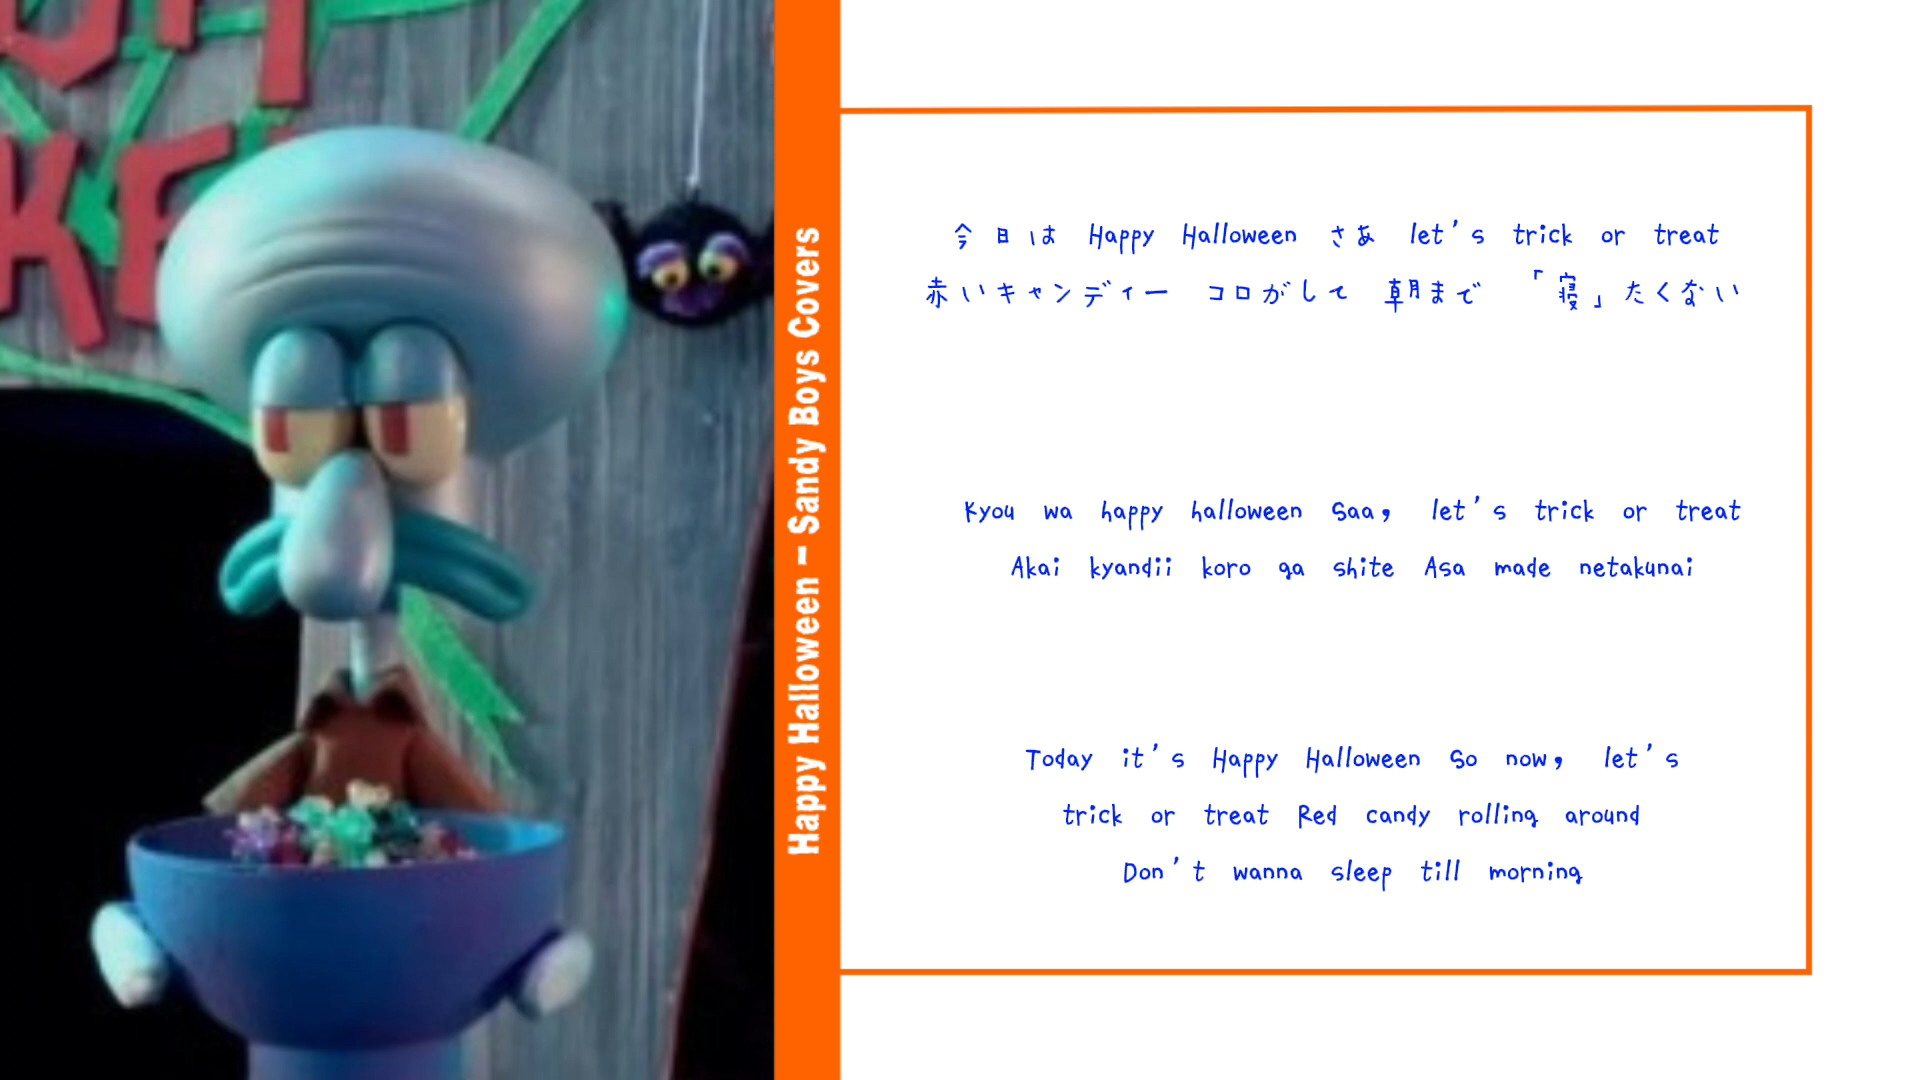 Happy Halloween – Sandy Boys Covers
今日は Happy Halloween さあ let's trick or treat
赤いキャンディー コロがして 朝まで 「寝」たくない
Kyou wa happy halloween Saa, let's trick or treat
Akai kyandii koro ga shite Asa made netakunai
Today it's Happy Halloween So now, let's
trick or treat Red candy rolling around
Don't wanna sleep till morning